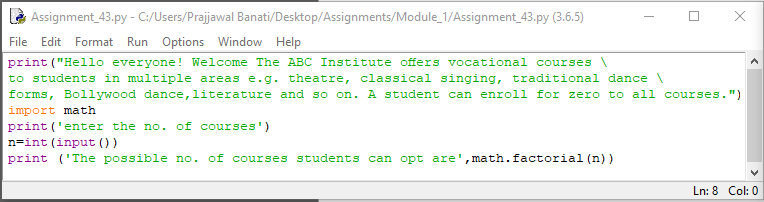 Assignment_43.py - C:/Users/Prajjawal Banati/Desktop/Assignments/Module_1/Assignment_43.py (3.6.5)
File Edit Format Run Options Window Help
print("Hello everyone! Welcome The ABC Institute offers vocational courses \
to students in multiple areas e.g. theatre, classical singing, traditional dance \
forms, Bollywood dance,literature and so on. A student can enroll for zero to all courses.")
import math
print('enter the no. of courses')
n=int(input())
print ('The possible no. of courses students can opt are',math.factorial(n))
Ln: 8 Col: 0